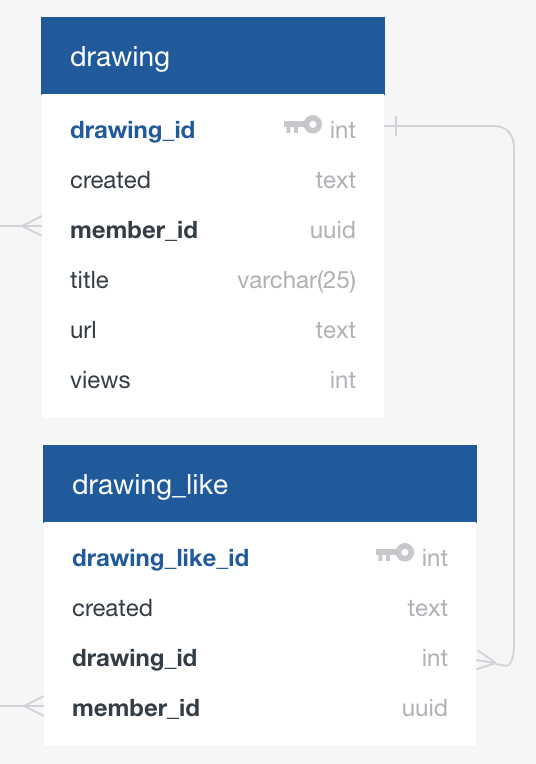 drawing
drawing_id int
created text
member_id uuid
title varchar(25)
url text
views int
drawing_like
drawing_like_id int
created text
drawing_id int
member_id uuid